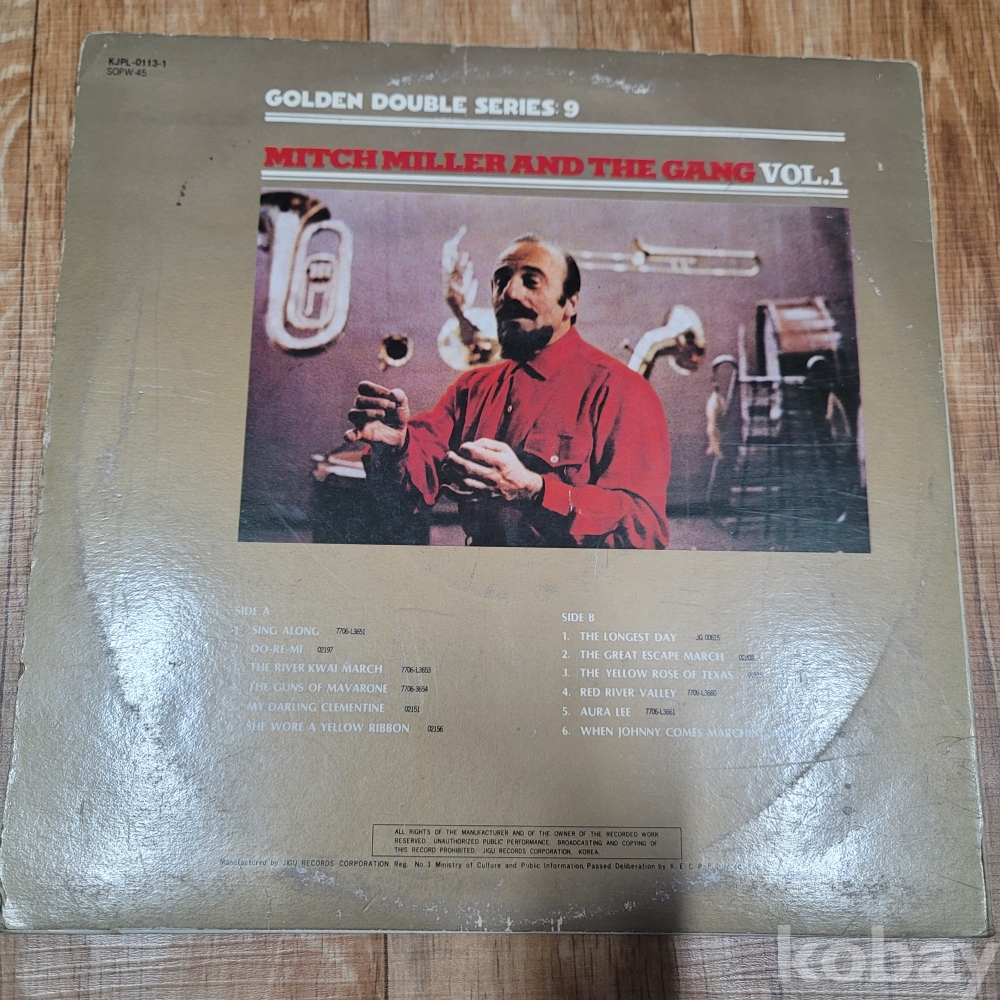 KJPL-0113-1
SOPW-45
GOLDEN DOUBLE SERIES: 9
MITCH MILLER AND THE GANG VOL.1
SIDE A
1. SING ALONG 7706-L3651
DO-RE-MI 02197
THE RIVER KWAI MARCH 7706-L3653
THE GUNS OF MAVARONE 7706-3654
MY DARLING CLEMENTINE 02151
SHE WORE A YELLOW RIBBON 02156
SIDE B
1. THE LONGEST DAY JG 00615
2. THE GREAT ESCAPE MARCH
3. THE YELLOW ROSE OF TEXAS
4. RED RIVER VALLEY 7706-L3660
5. AURA LEE 7706-L3661
6. WHEN JOHNNY COMES
ALL RIGHTS OF THE MANUFACTURER AND OF THE OWNER OF THE RECORDED WORK
RESERVED. UNAUTHORIZED PUBLIC PERFORMANCE, BROADCASTING AND COPYING OF
THIS RECORD PROHIBITED. JIGU RECORDS CORPORATION, KOREA.
Manufactured by JIGU RECORDS CORPORATION. Reg. No. 1 Ministry of Culture and Public Information. Passed Deliberation by K. E. C.
kobay